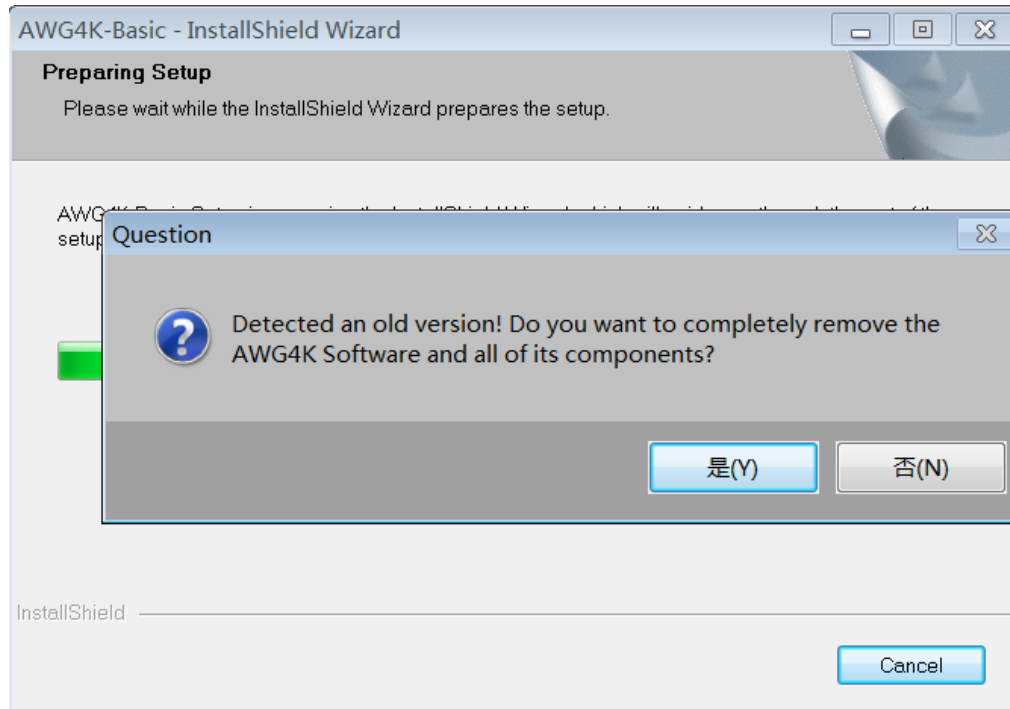 AWG4K-Basic - InstallShield Wizard
Preparing Setup
Please wait while the InstallShield Wizard prepares the setup.
setup
Question
Detected an old version! Do you want to completely remove the
AWG4K Software and all of its components?
是(Y)
否(N)
InstallShield
Cancel